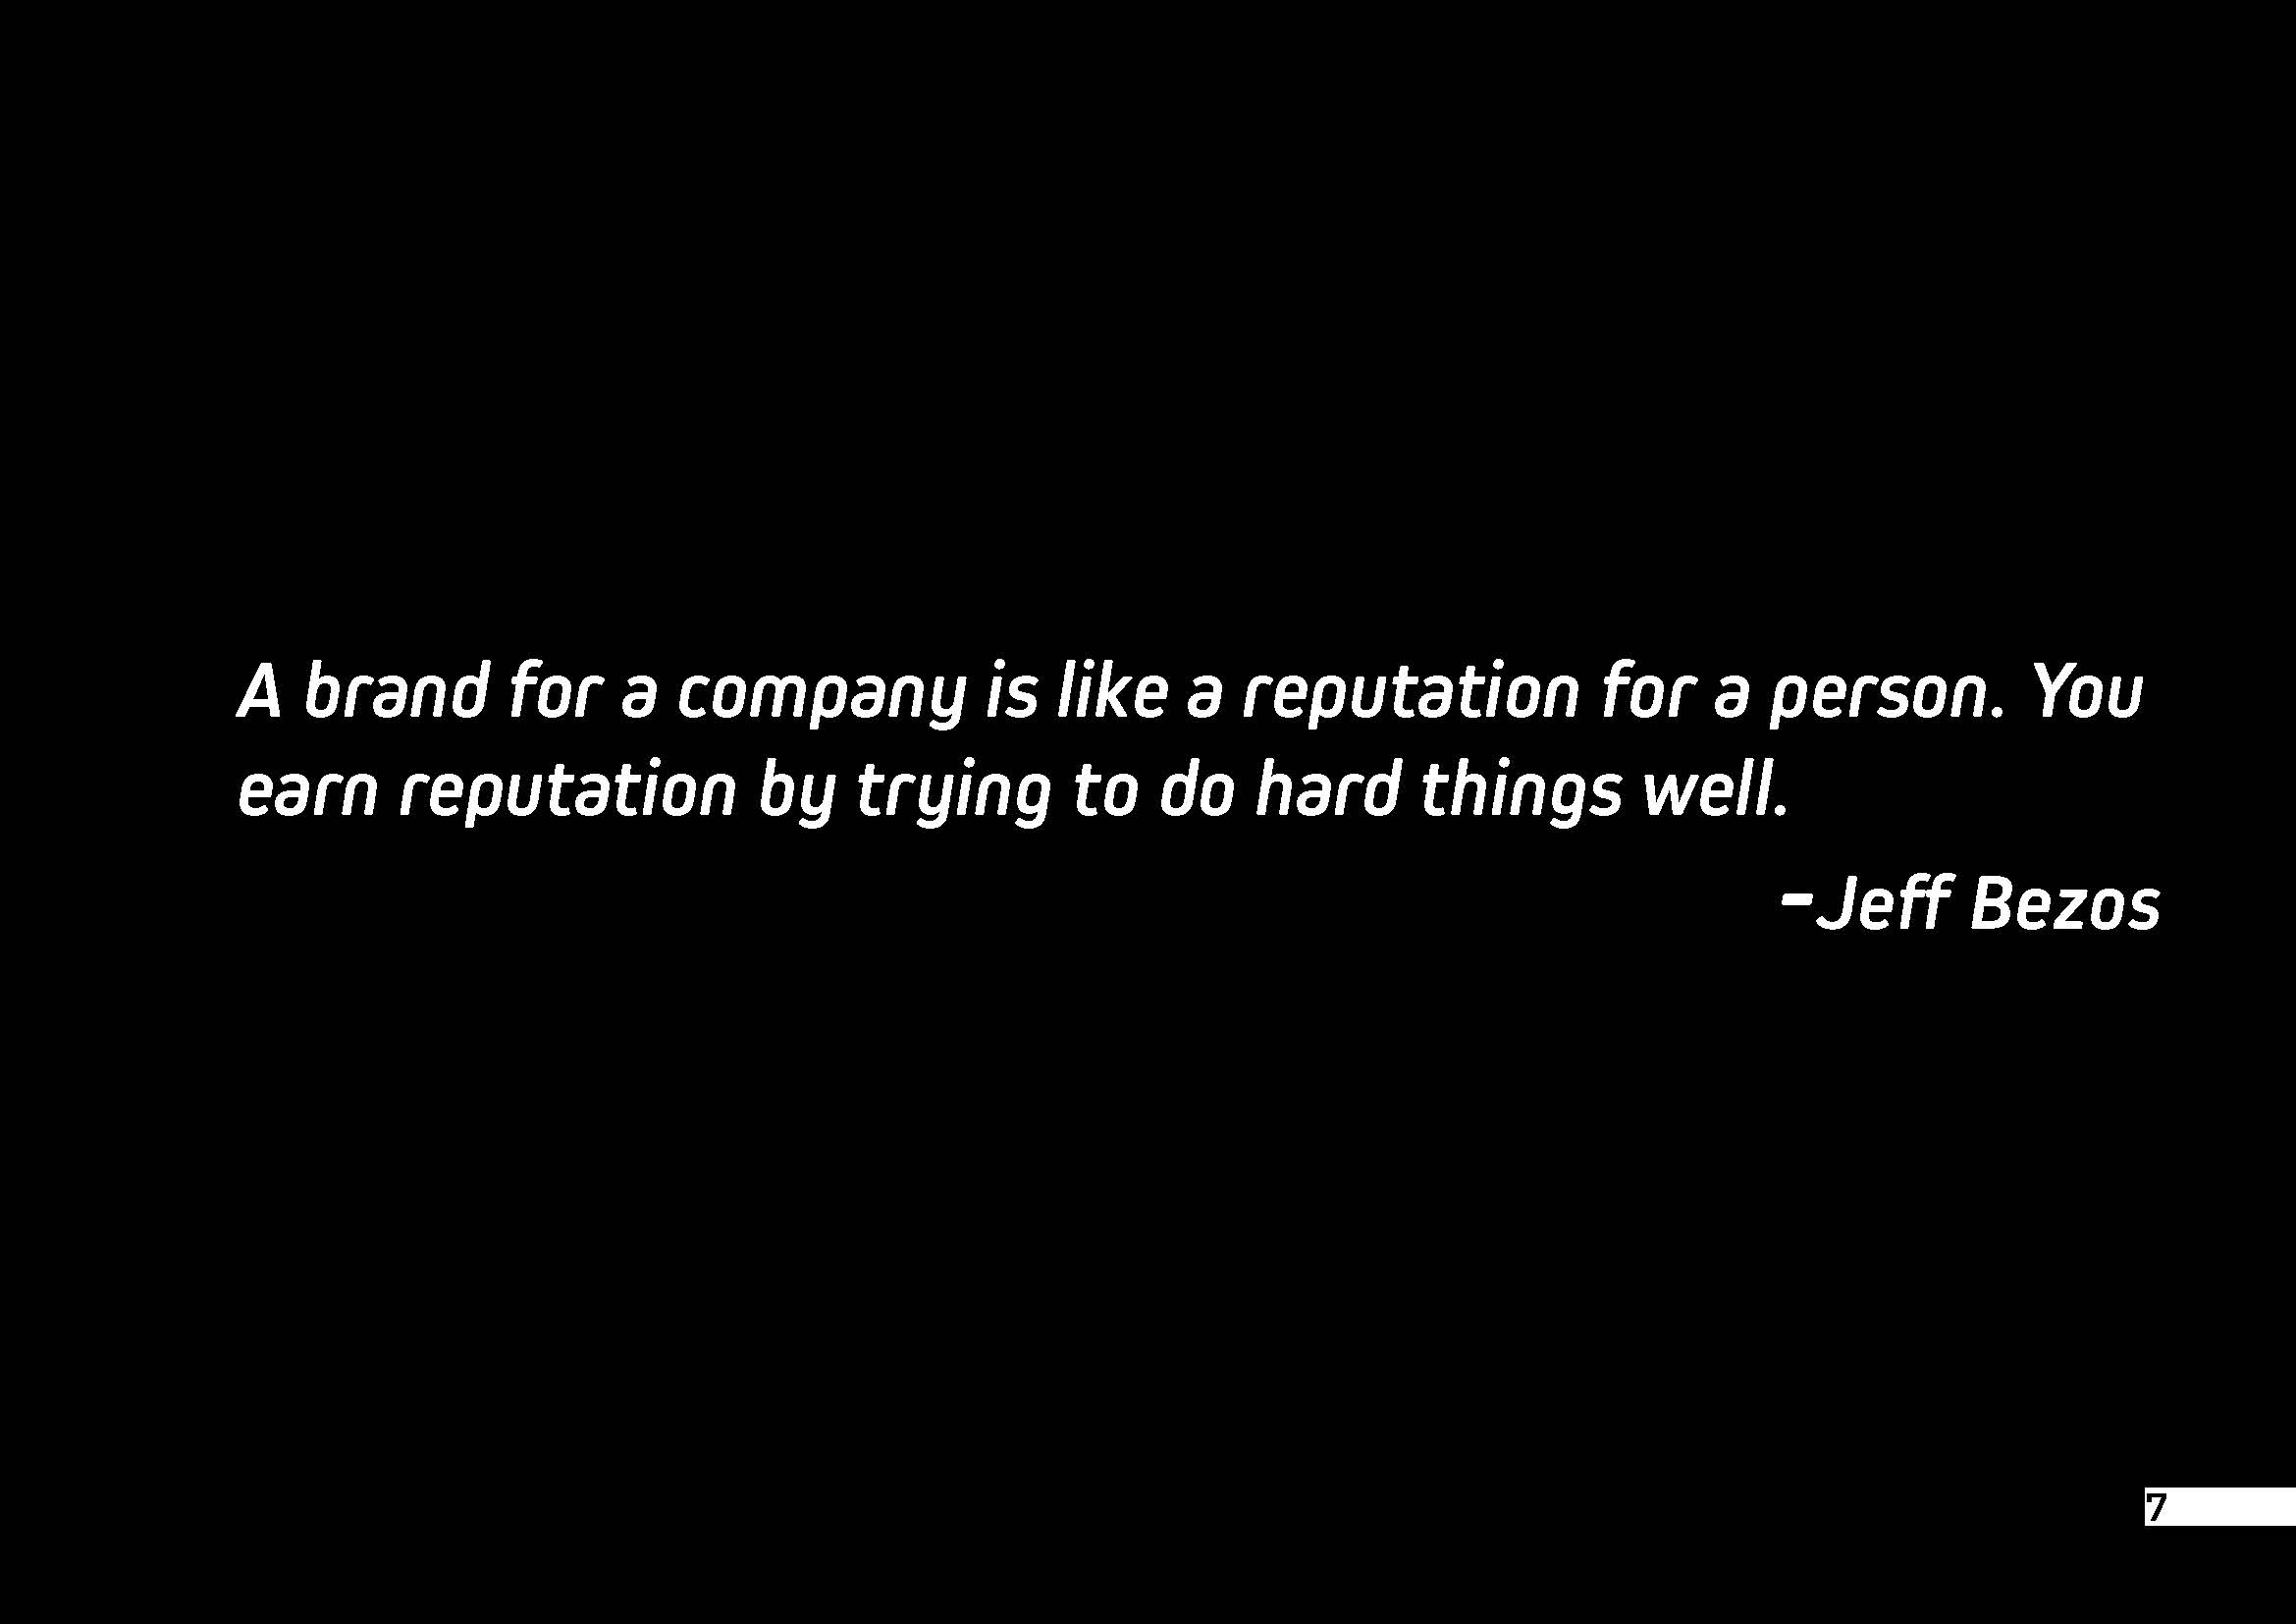 A brand for a company is like a reputation for a person. You
earn reputation by trying to do hard things well.
-Jeff Bezos
7